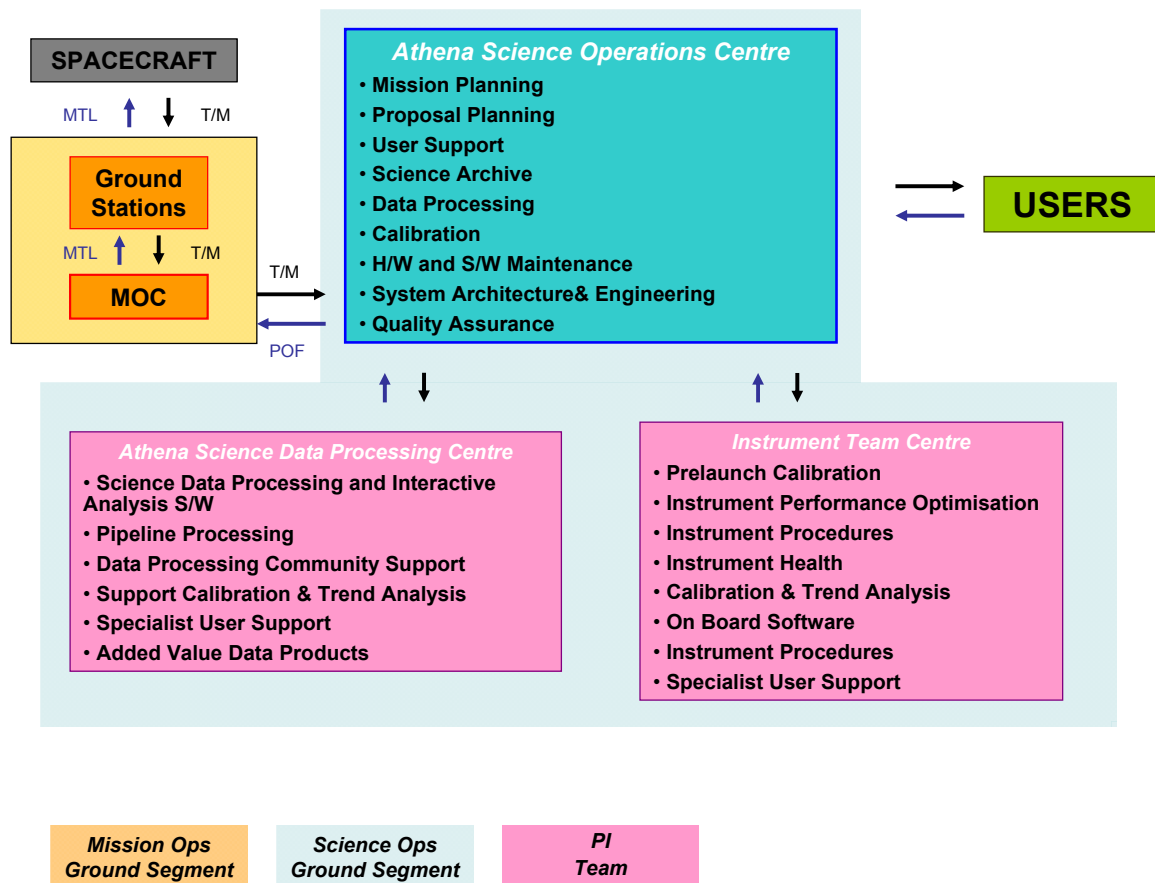 SPACECRAFT
MTL
T/M
Ground
Stations
MTL
T/M
MOC
T/M
POF
Athena Science Operations Centre
• Mission Planning
• Proposal Planning
• User Support
• Science Archive
• Data Processing
• Calibration
• H/W and S/W Maintenance
• System Architecture& Engineering
• Quality Assurance
USERS
Athena Science Data Processing Centre
• Science Data Processing and Interactive
Analysis S/W
• Pipeline Processing
• Data Processing Community Support
• Support Calibration & Trend Analysis
• Specialist User Support
• Added Value Data Products
Instrument Team Centre
• Prelaunch Calibration
• Instrument Performance Optimisation
• Instrument Procedures
• Instrument Health
• Calibration & Trend Analysis
• On Board Software
• Instrument Procedures
• Specialist User Support
Mission Ops
Ground Segment
Science Ops
Ground Segment
PI
Team